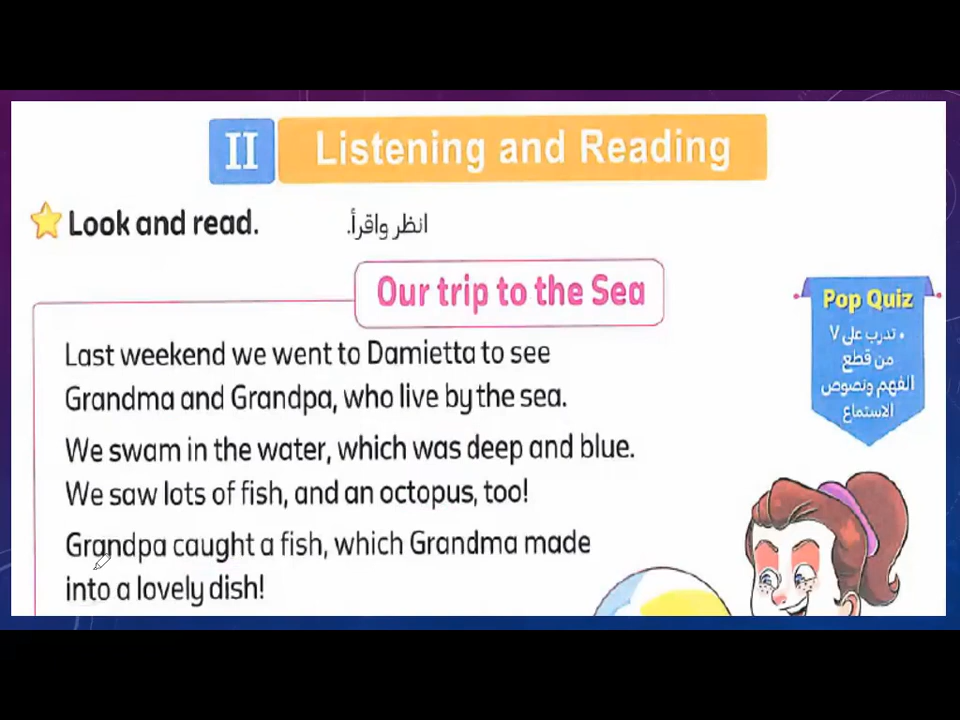 II Listening and Reading
Look and read. انظر واقرأ.
Our trip to the Sea
Last weekend we went to Damietta to see
Grandma and Grandpa, who live by the sea.
We swam in the water, which was deep and blue.
We saw lots of fish, and an octopus, too!
Grandpa caught a fish, which Grandma made
into a lovely dish!
Pop Quiz
• تدرب على ٧
من قطع
الفهم ونصوص
الاستماع